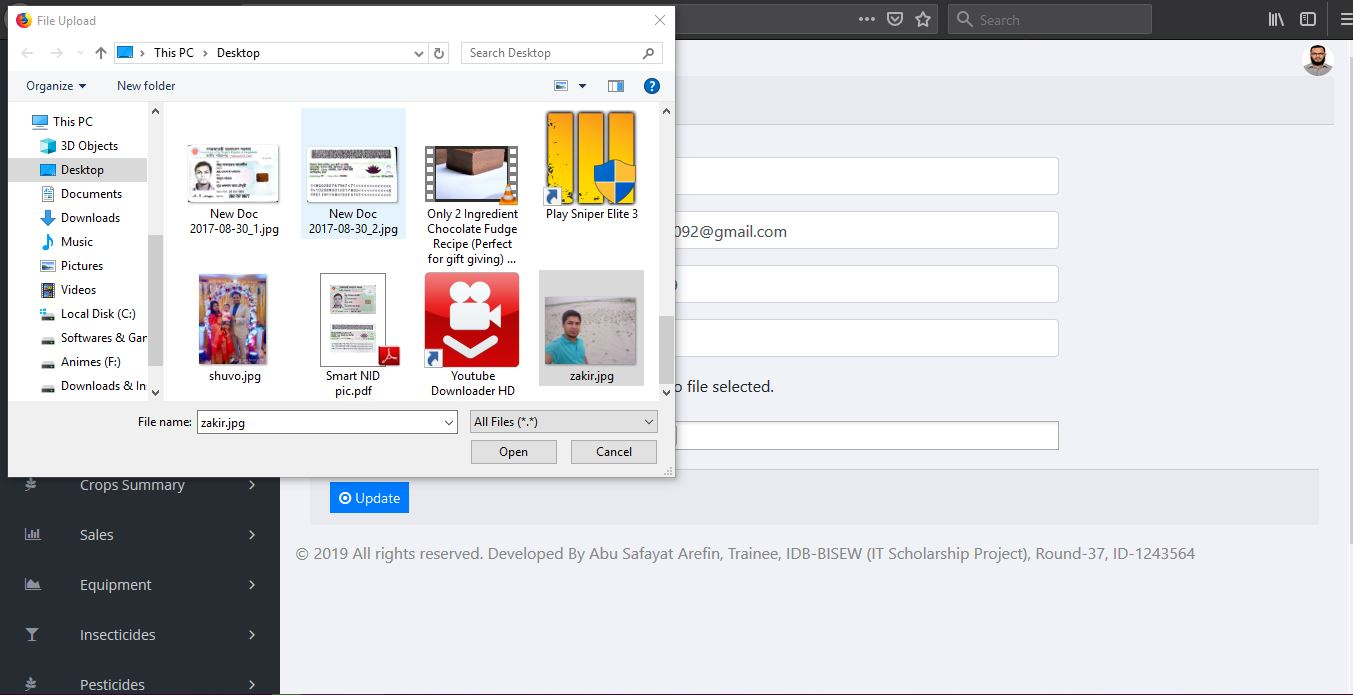 File Upload
Search
This PC
Desktop
Search Desktop
Organize
New folder
This PC
3D Objects
Desktop
Documents
Downloads
Music
Pictures
Videos
Local Disk (C:)
Softwares & Gar
Animes (F:)
Downloads & In
New Doc
2017-08-30_1.jpg
New Doc
2017-08-30_2.jpg
Only 2 Ingredient
Chocolate Fudge
Recipe (Perfect
for gift giving) ...
Play Sniper Elite 3
shuvo.jpg
Smart NID
pic.pdf
Youtube
Downloader HD
zakir.jpg
File name:
zakir.jpg
All Files (*.*)
Open
Cancel
092@gmail.com
o file selected.
Crops Summary
Sales
Equipment
Insecticides
Pesticides
Update
© 2019 All rights reserved. Developed By Abu Safayat Arefin, Trainee, IDB-BISEW (IT Scholarship Project), Round-37, ID-1243564